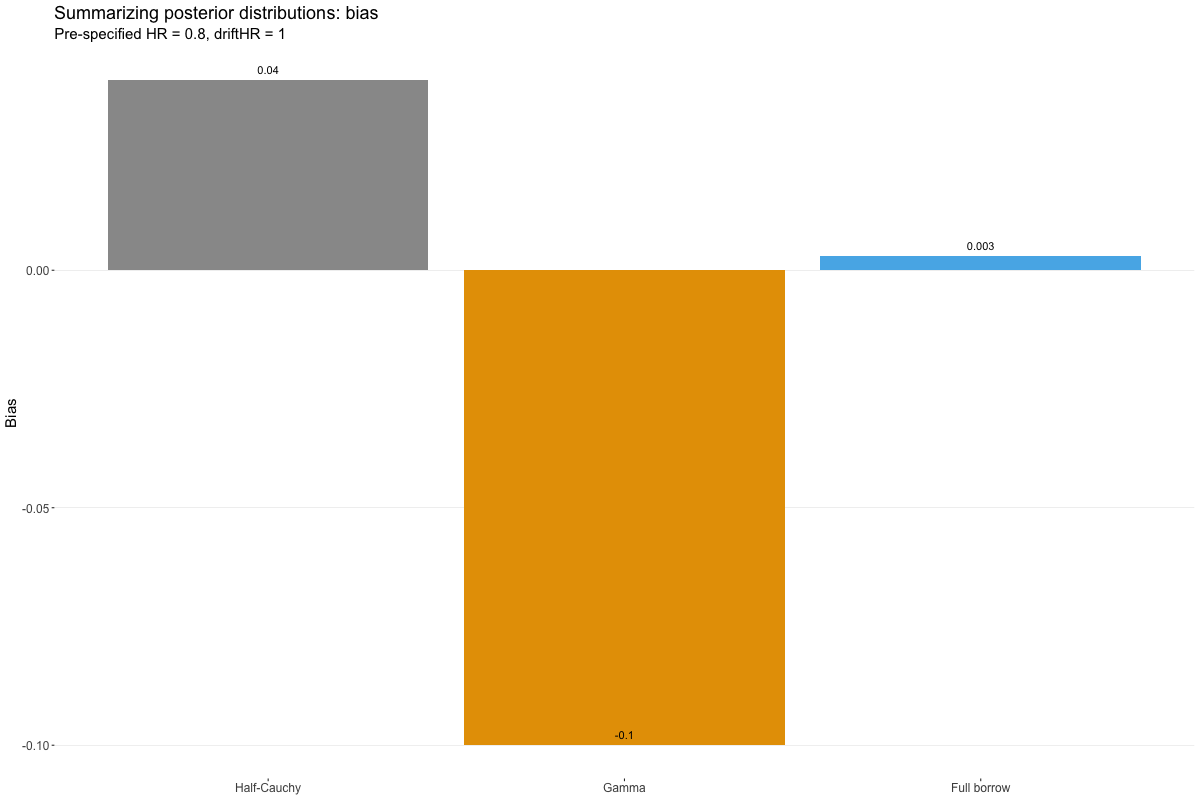 Summarizing posterior distributions: bias
Pre-specified HR = 0.8, driftHR = 1
0.04
0.003
0.00
Bias
-0.05
-0.1
-0.10
Half-Cauchy
Gamma
Full borrow